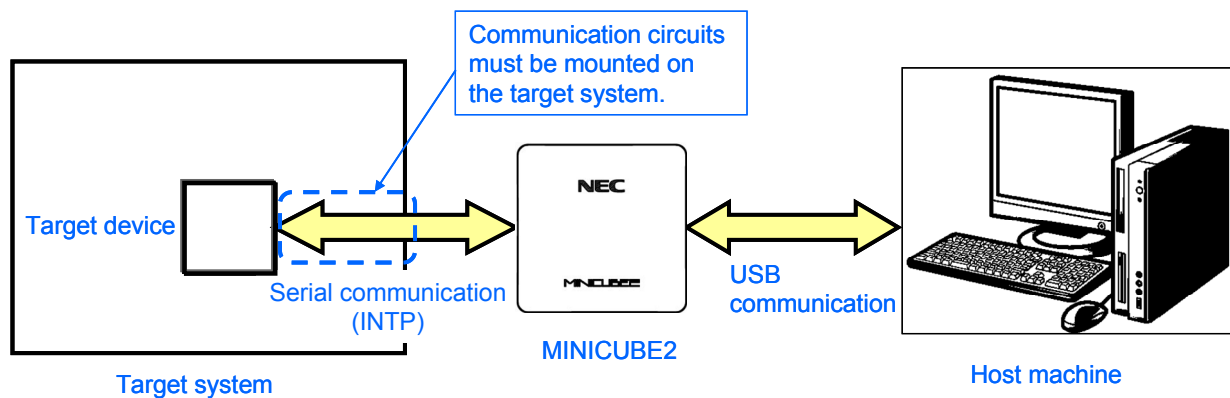 Communication circuits
must be mounted on
the target system.
NEC
Target device
MINICUBE2
Serial communication
(INTP)
USB
communication
MINICUBE2
Target system
Host machine